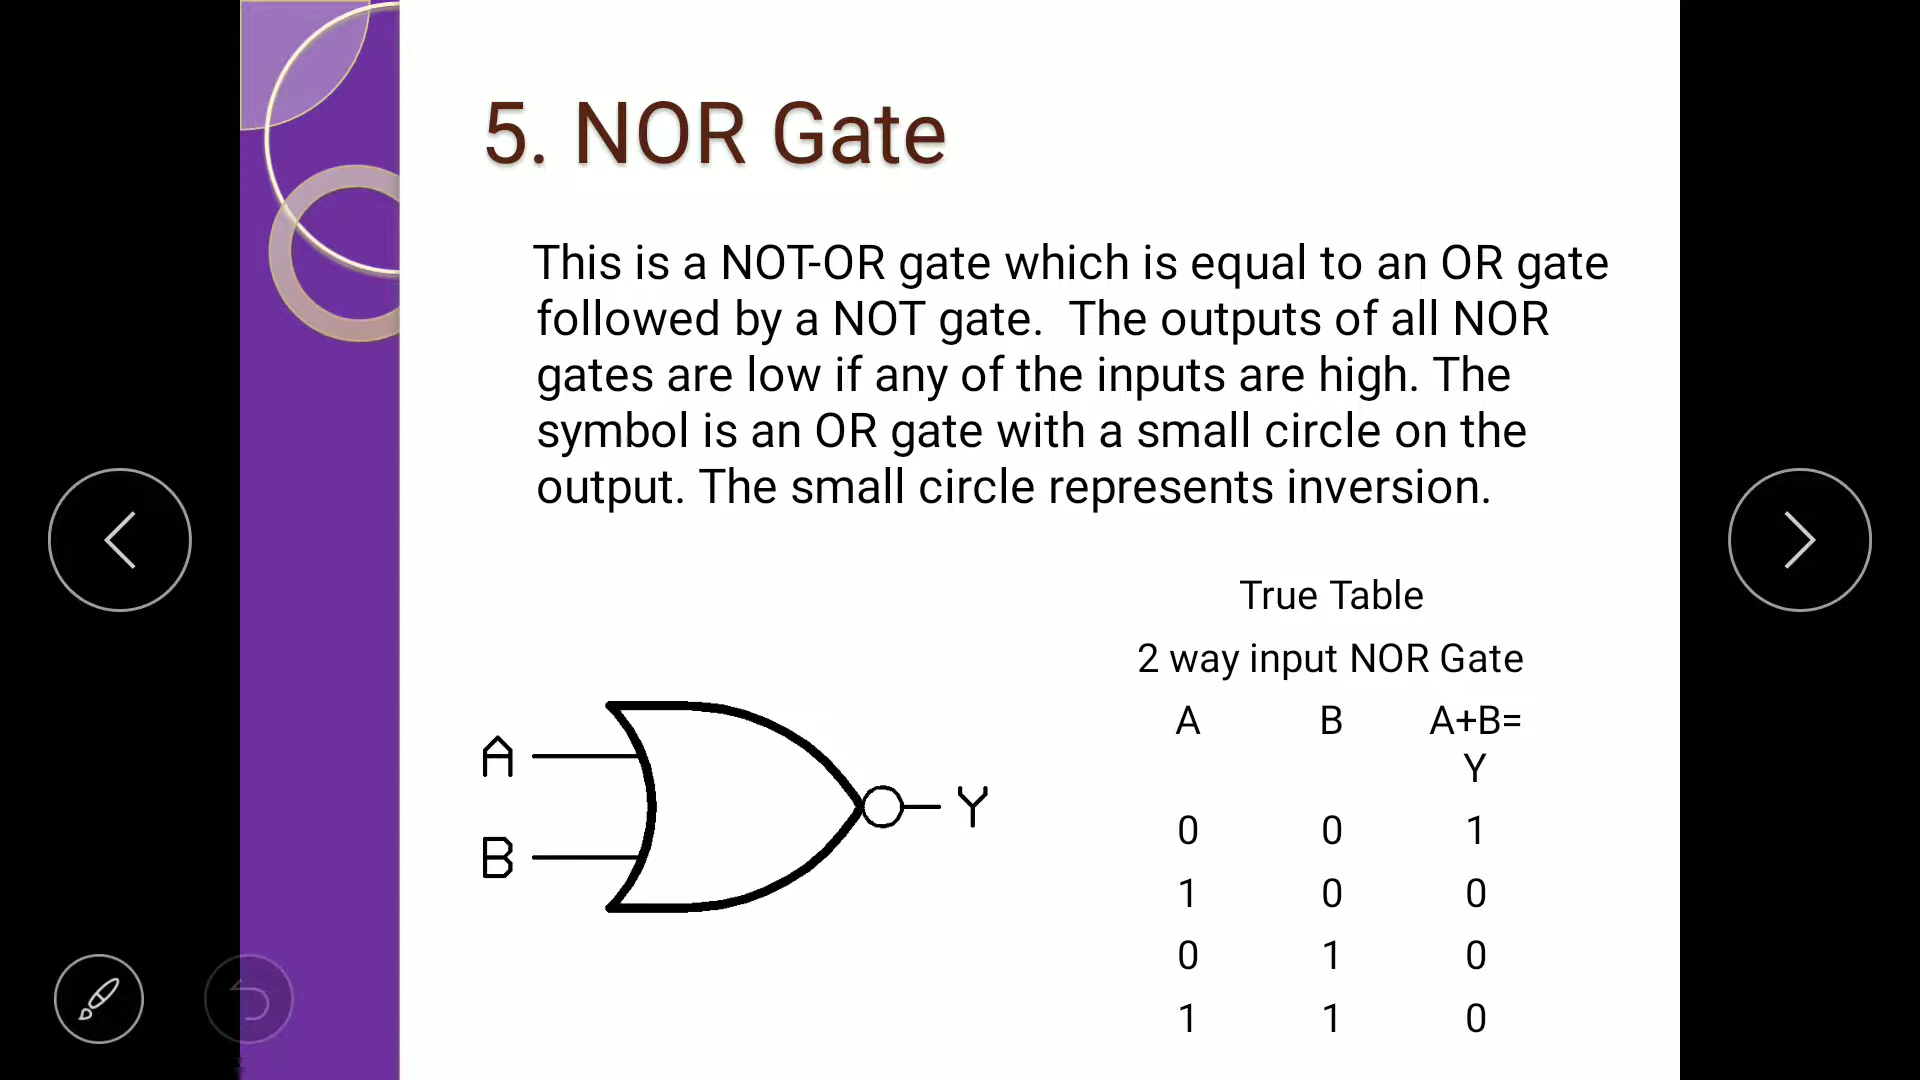 5. NOR Gate
This is a NOT-OR gate which is equal to an OR gate
followed by a NOT gate.  The outputs of all NOR
gates are low if any of the inputs are high. The
symbol is an OR gate with a small circle on the
output. The small circle represents inversion.
A
B
Y
True Table
2 way input NOR Gate
A B A+B=
Y
0 0 1
1 0 0
0 1 0
1 1 0